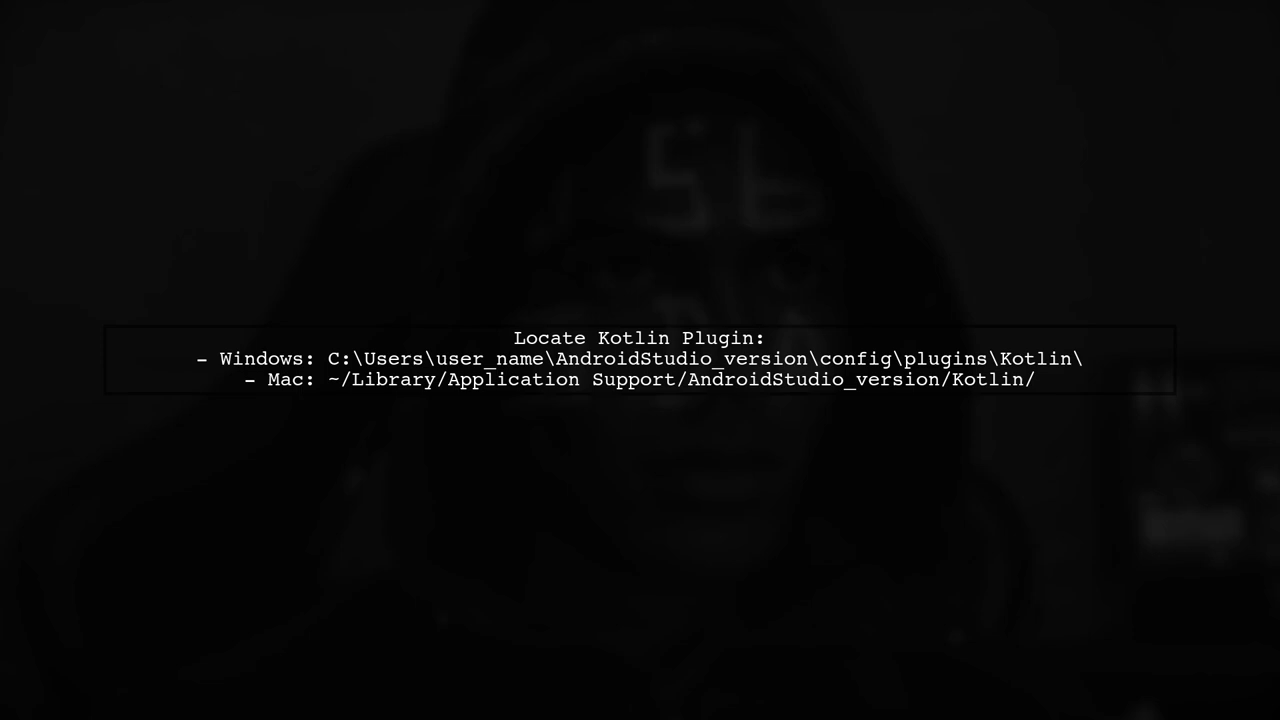 Locate Kotlin Plugin:
- Windows: C:\Users\user_name\AndroidStudio_version\config\plugins\Kotlin\
- Mac: ~/Library/Application Support/AndroidStudio_version/Kotlin/